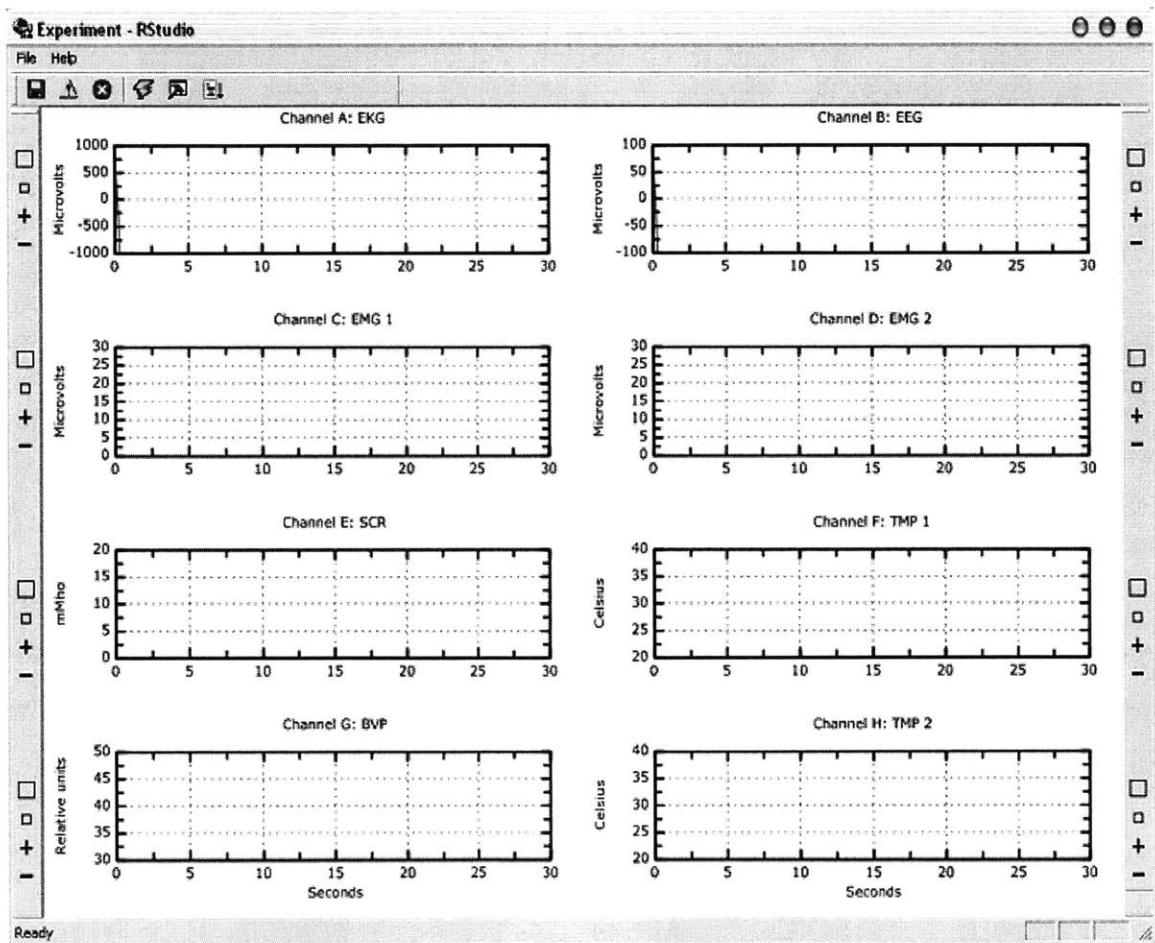 Experiment - RStudio
File Help
Channel A: EKG
Microvolts
1000
500
0
-500
-1000
0 5 10 15 20 25 30
Channel B: EEG
Microvolts
100
50
0
-50
-100
0 5 10 15 20 25 30
Channel C: EMG 1
Microvolts
30
25
20
15
10
5
0
0 5 10 15 20 25 30
Channel D: EMG 2
Microvolts
30
25
20
15
10
5
0
0 5 10 15 20 25 30
Channel E: SCR
mMho
20
15
10
5
0
0 5 10 15 20 25 30
Channel F: TMP 1
Celsius
40
35
30
25
20
0 5 10 15 20 25 30
Channel G: BVP
Relative units
50
45
40
35
30
0 5 10 15 20 25 30
Seconds
Channel H: TMP 2
Celsius
40
35
30
25
20
0 5 10 15 20 25 30
Seconds
Ready